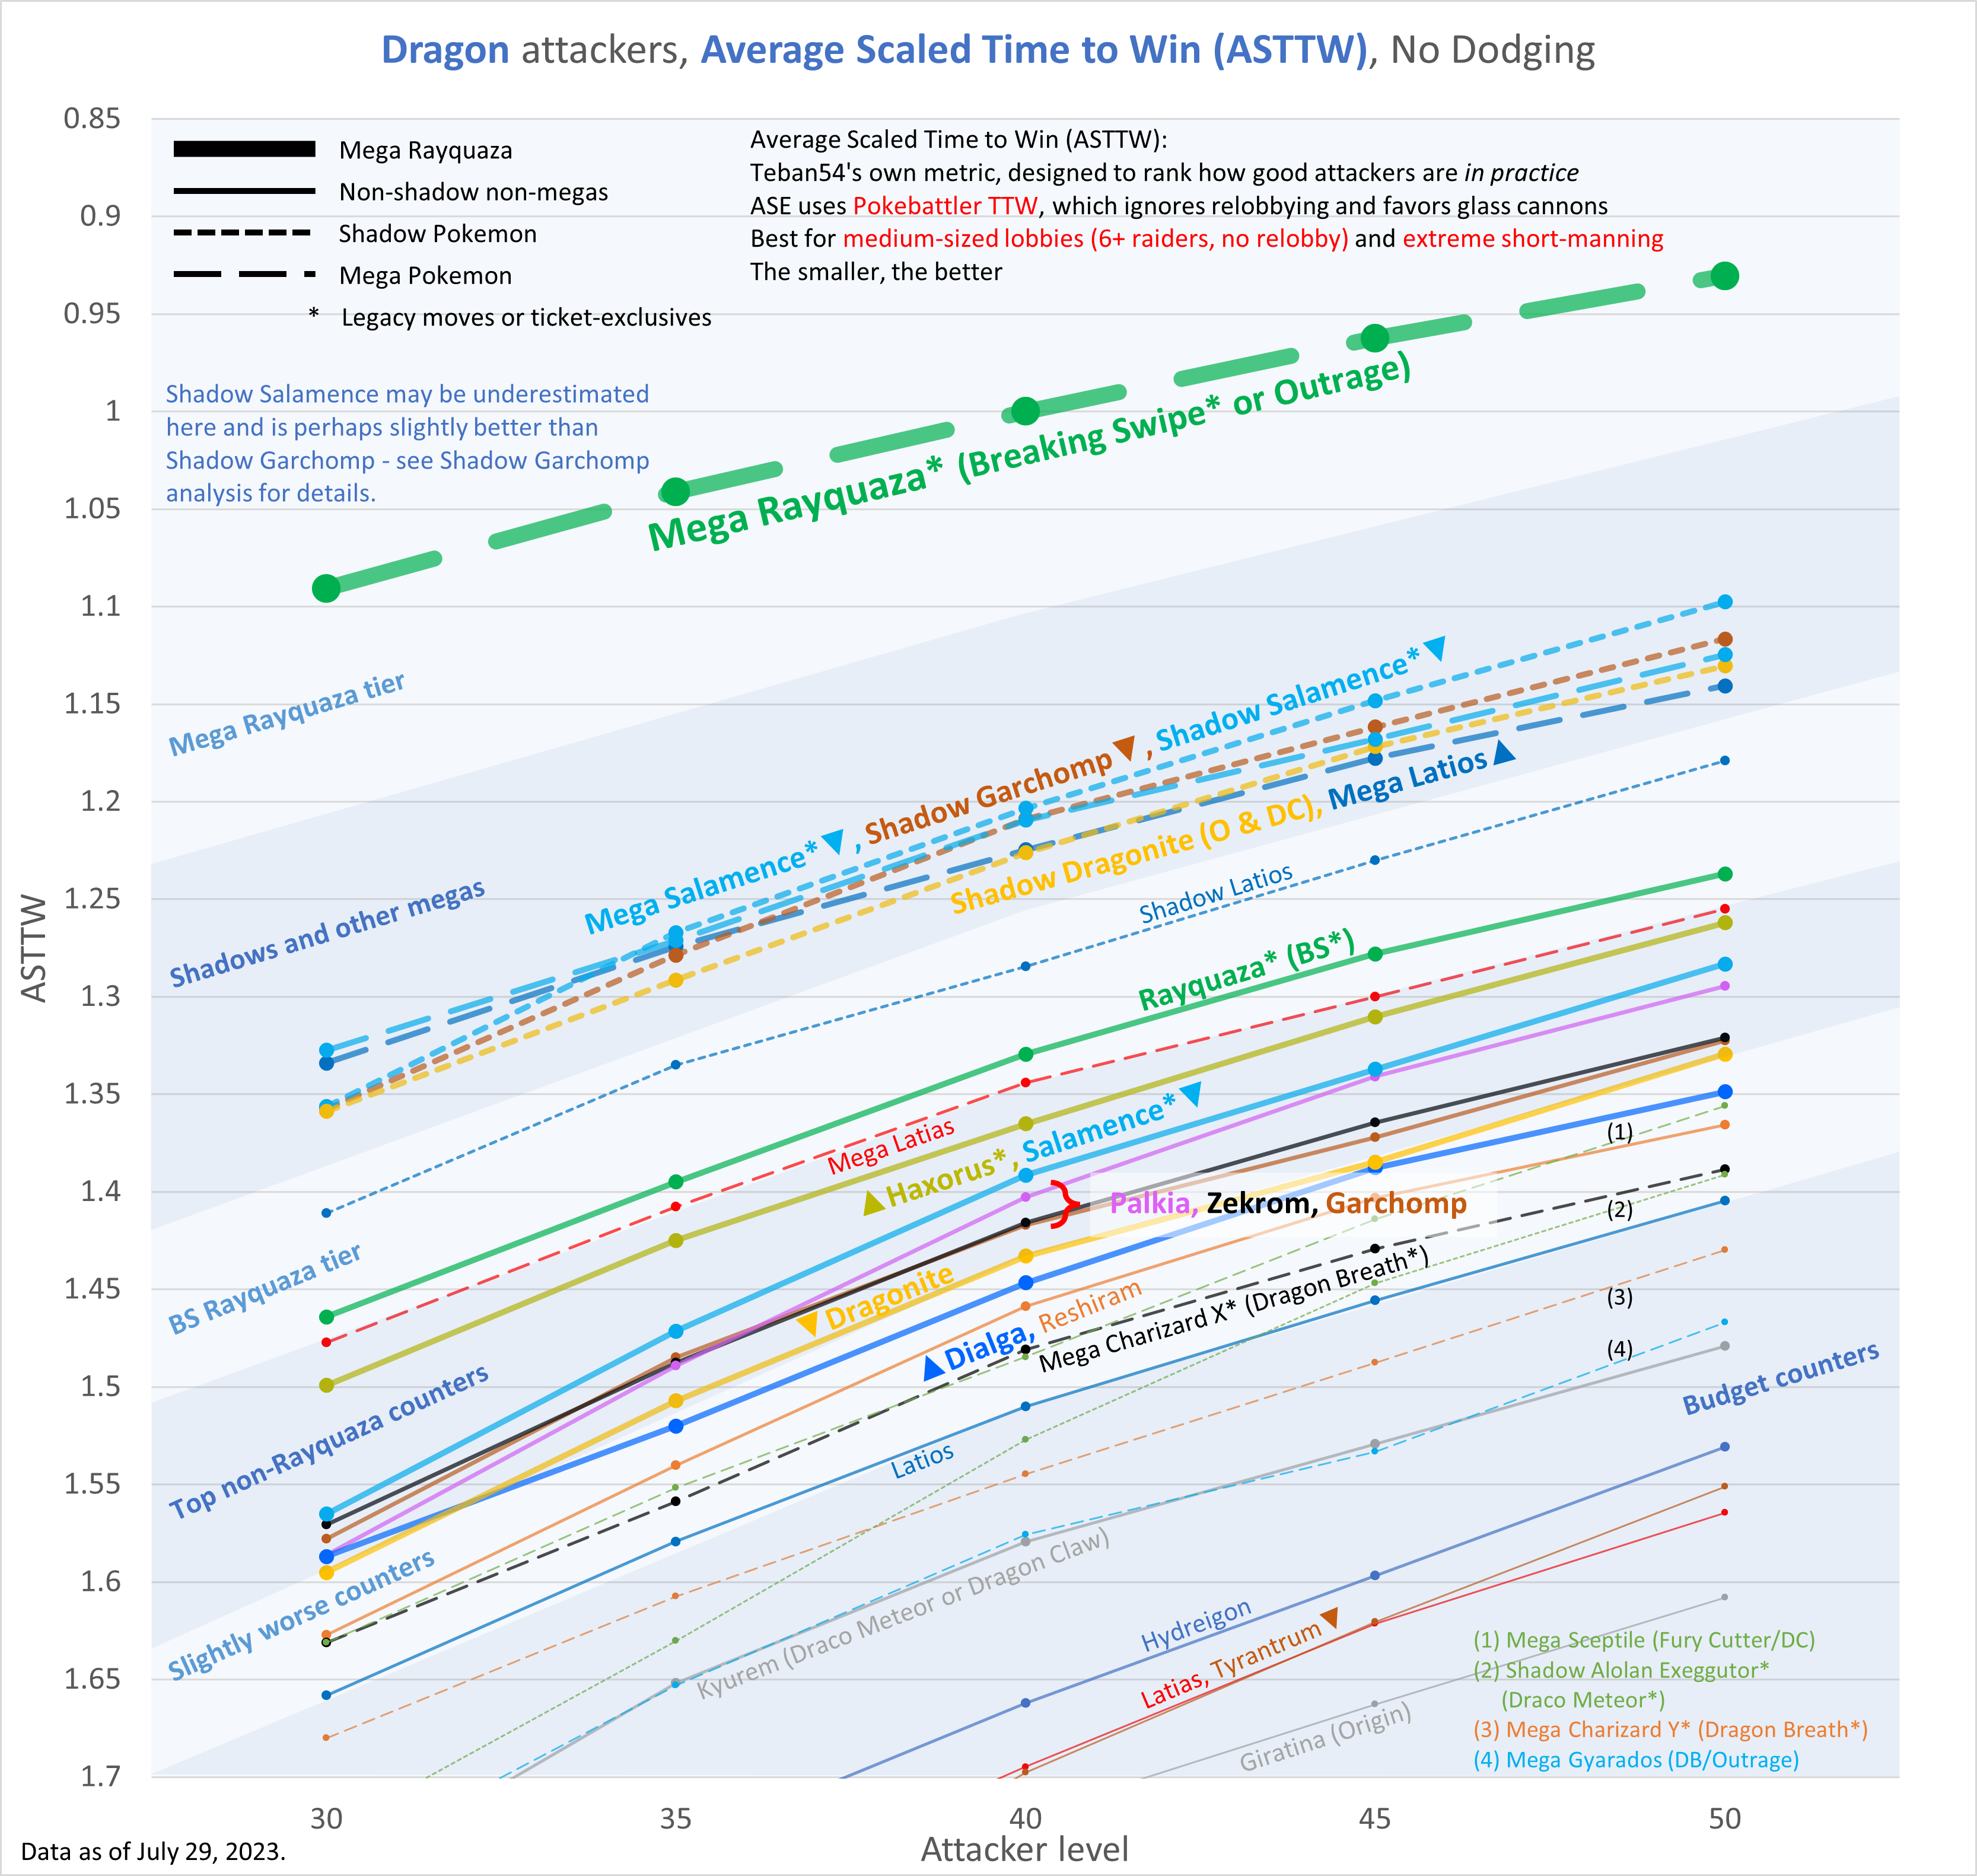 Dragon attackers, Average Scaled Time to Win (ASTTW), No Dodging
0.85
0.9
0.95
1
1.05
1.1
1.15
1.2
1.25
1.3
1.35
1.4
1.45
1.5
1.55
1.6
1.65
1.7
ASTTW
Mega Rayquaza
Non-shadow non-megas
Shadow Pokemon
Mega Pokemon
* Legacy moves or ticket-exclusives
Average Scaled Time to Win (ASTTW):
Teban54's own metric, designed to rank how good attackers are in practice
ASE uses Pokebattler TTW, which ignores relobbying and favors glass cannons
Best for medium-sized lobbies (6+ raiders, no relobby) and extreme short-manning
The smaller, the better
Shadow Salamence may be underestimated
here and is perhaps slightly better than
Shadow Garchomp - see Shadow Garchomp
analysis for details.
Mega Rayquaza* (Breaking Swipe* or Outrage)
Mega Rayquaza tier
Mega Salamence*▼, Shadow Garchomp▼, Shadow Salamence*▼
Shadow Dragonite (O & DC), Mega Latios▲
Shadows and other megas
Shadow Latios
Rayquaza* (BS*)
Mega Latias
▲Haxorus*, Salamence*▼
(1)
Palkia, Zekrom, Garchomp
(2)
BS Rayquaza tier
▼Dragonite
▲Dialga, Reshiram
Mega Charizard X* (Dragon Breath*)
(3)
(4)
Top non-Rayquaza counters
Budget counters
Latios
Slightly worse counters
Kyurem (Draco Meteor or Dragon Claw)
Hydreigon
Latias, Tyrantrum▼
Giratina (Origin)
(1) Mega Sceptile (Fury Cutter/DC)
(2) Shadow Alolan Exeggutor*
(Draco Meteor*)
(3) Mega Charizard Y* (Dragon Breath*)
(4) Mega Gyarados (DB/Outrage)
30
35
40
45
50
Attacker level
Data as of July 29, 2023.